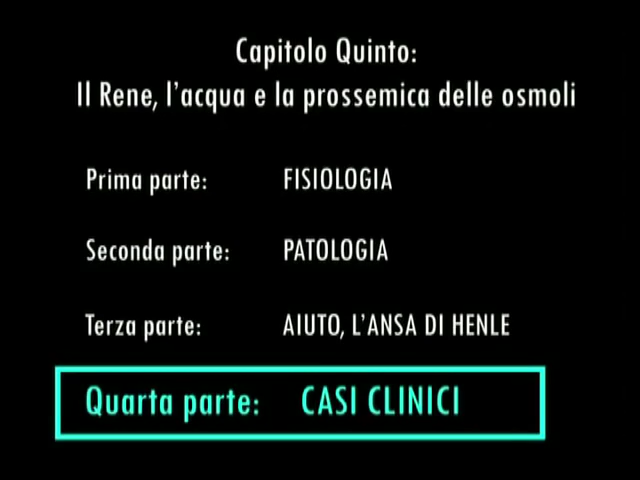 Capitolo Quinto:
Il Rene, l'acqua e la prossemica delle osmoli
Prima parte: FISIOLOGIA
Seconda parte: PATOLOGIA
Terza parte: AIUTO, L'ANSA DI HENLE
Quarta parte: CASI CLINICI